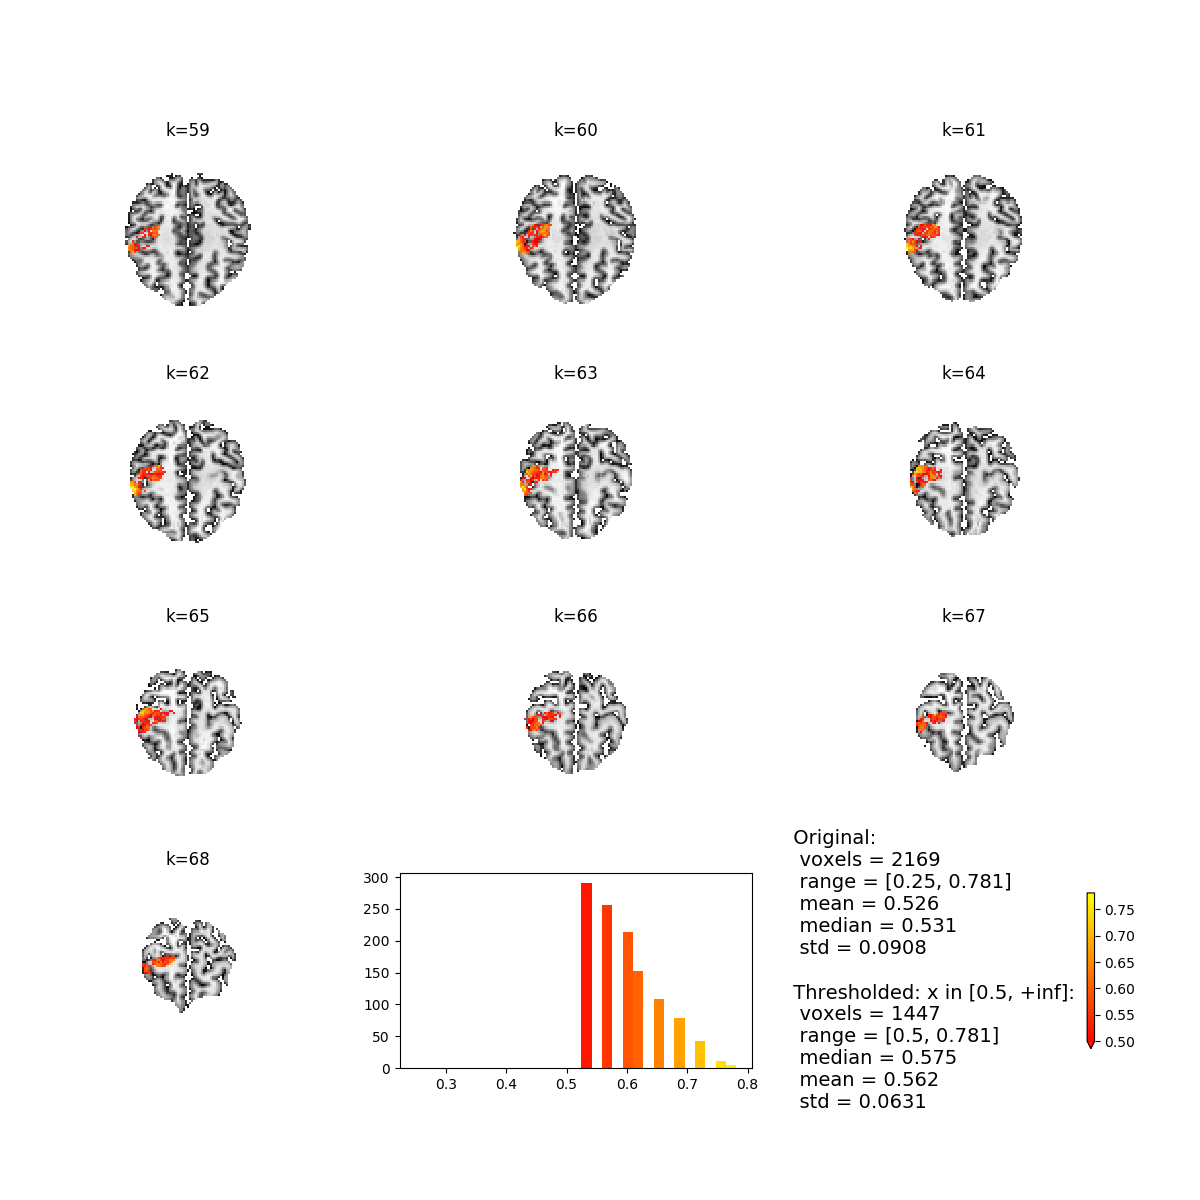 k=59
k=60
k=61
k=62
k=63
k=64
k=65
k=66
k=67
k=68
300
250
200
150
100
50
0
0.3 0.4 0.5 0.6 0.7 0.8
Original:
voxels = 2169
range = [0.25, 0.781]
mean = 0.526
median = 0.531
std = 0.0908
Thresholded: x in [0.5, +inf]:
voxels = 1447
range = [0.5, 0.781]
median = 0.575
mean = 0.562
std = 0.0631
0.75
0.70
0.65
0.60
0.55
0.50